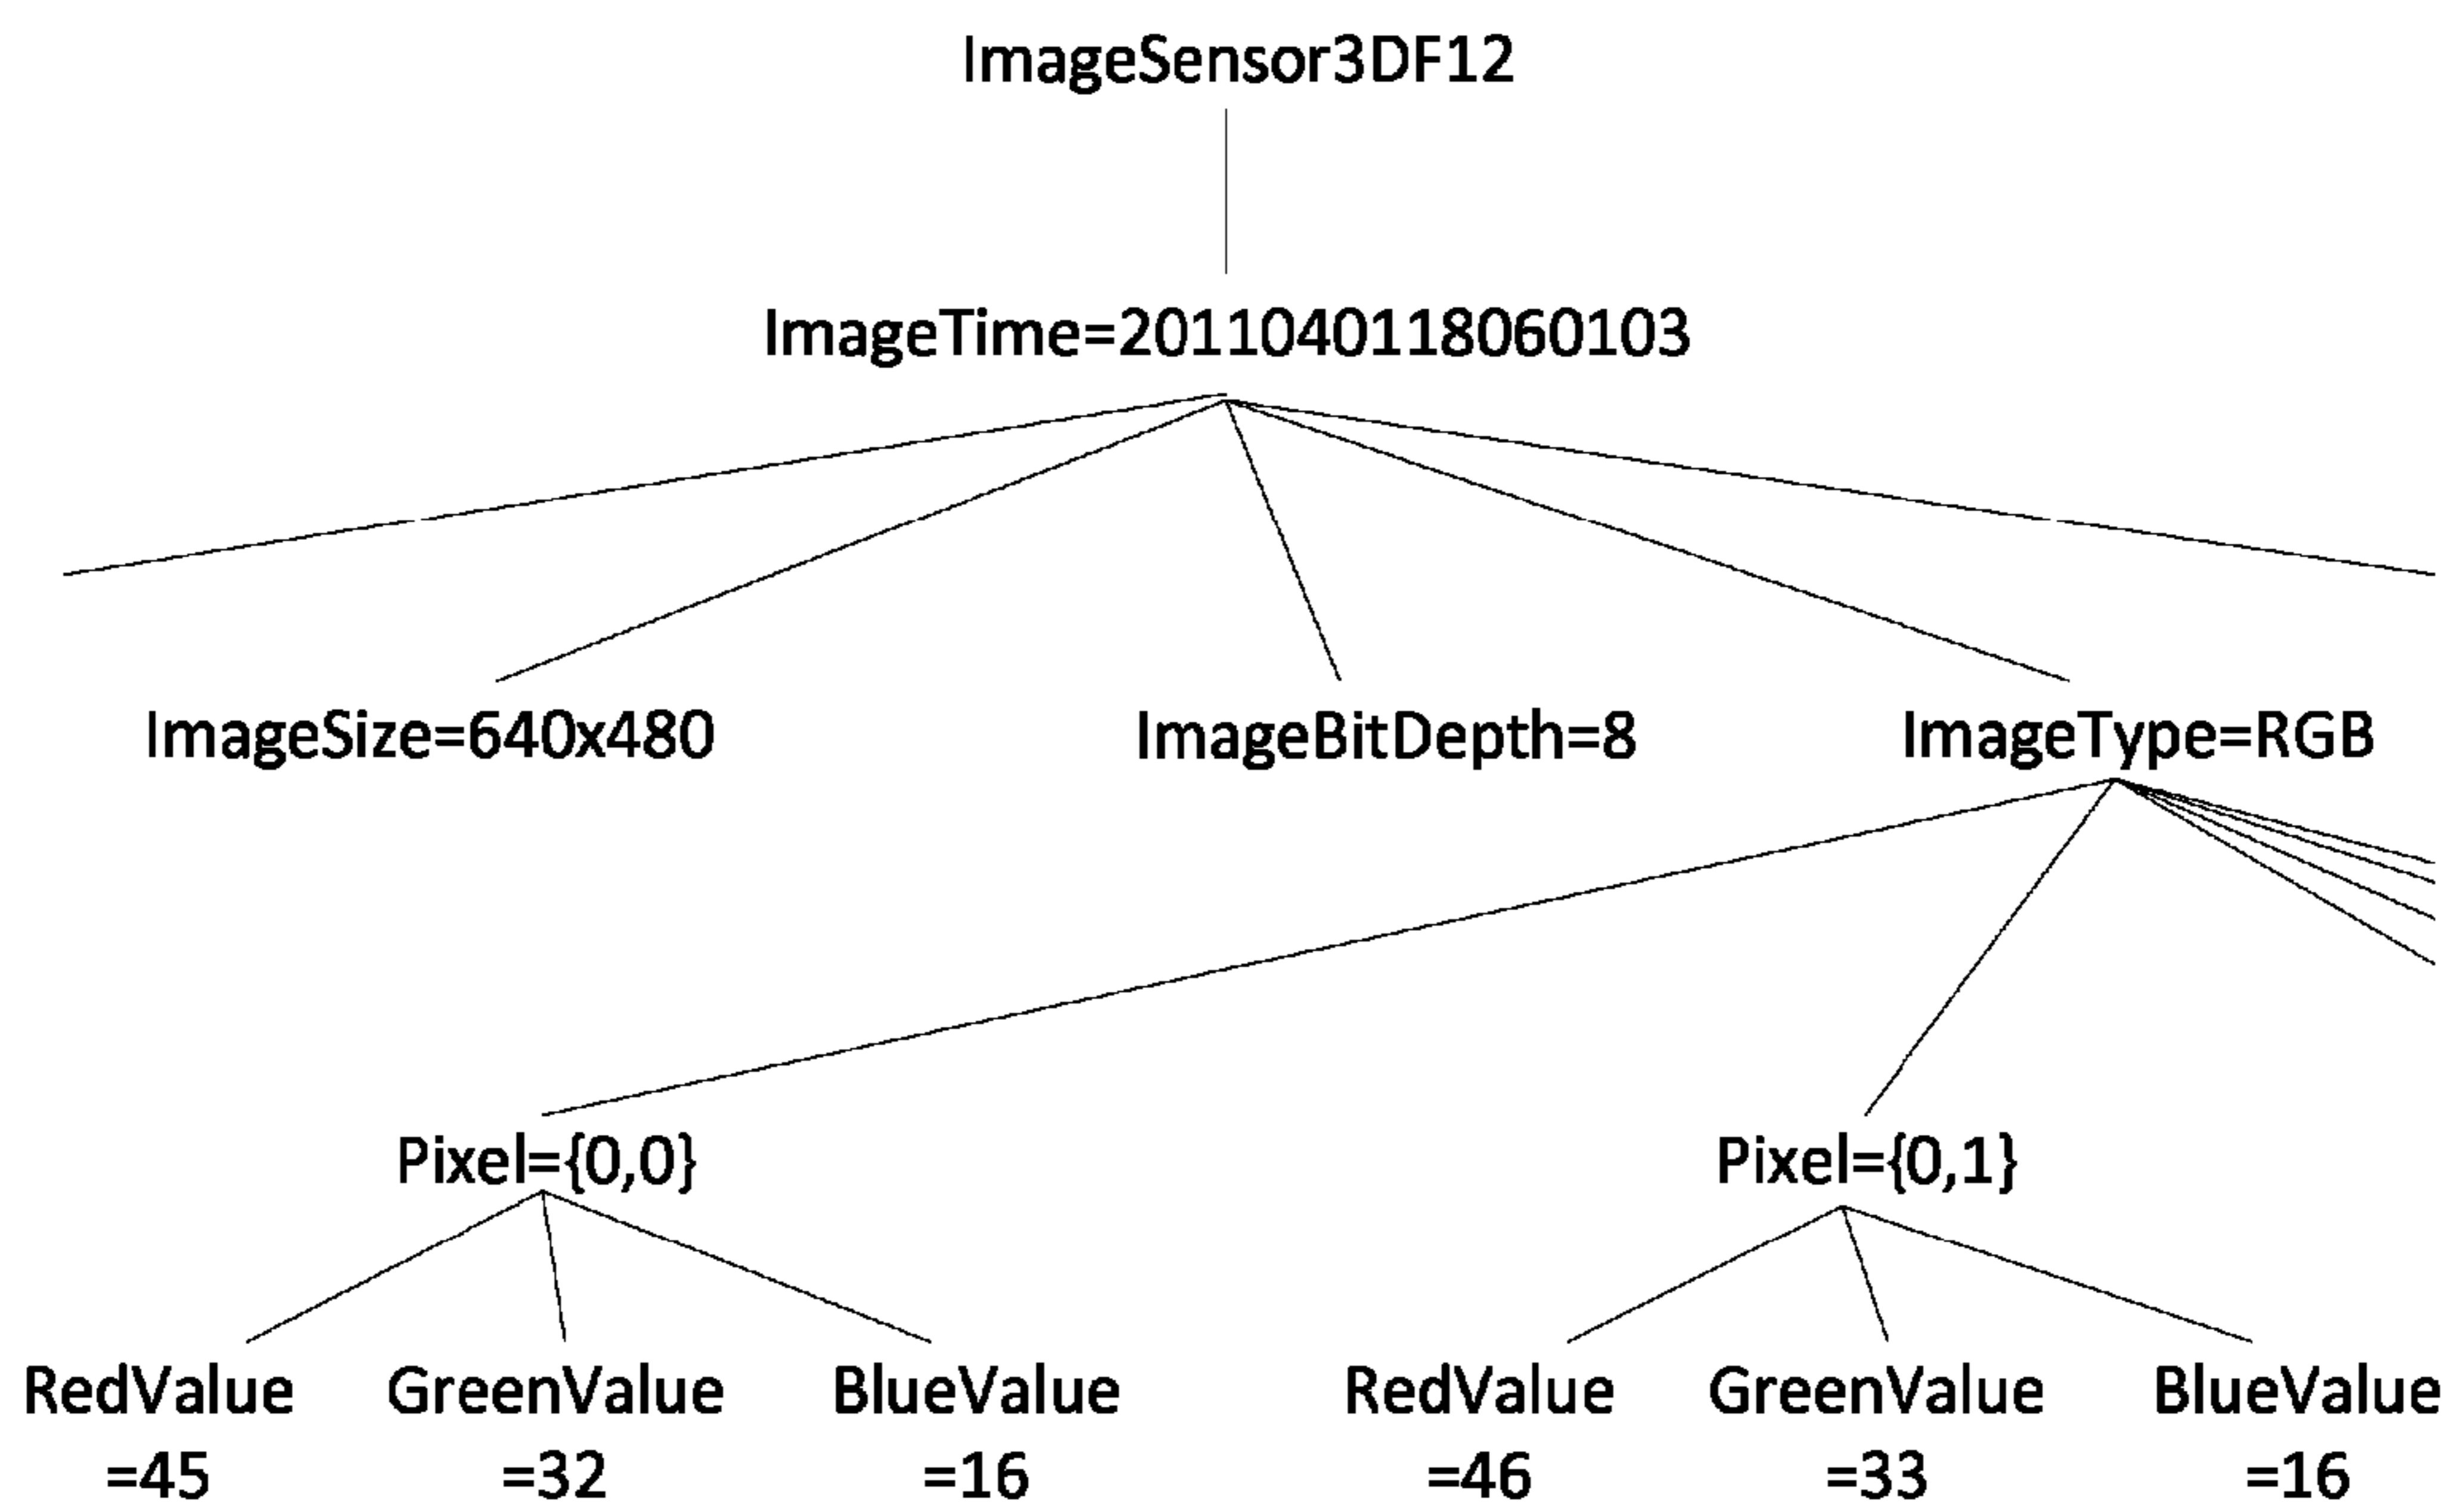 ImageSensor3DF12
ImageTime=2011040118060103
ImageSize=640x480 ImageBitDepth=8 ImageType=RGB
Pixel={0,0} Pixel={0,1}
RedValue GreenValue BlueValue RedValue GreenValue BlueValue
=45 =32 =16 =46 =33 =16